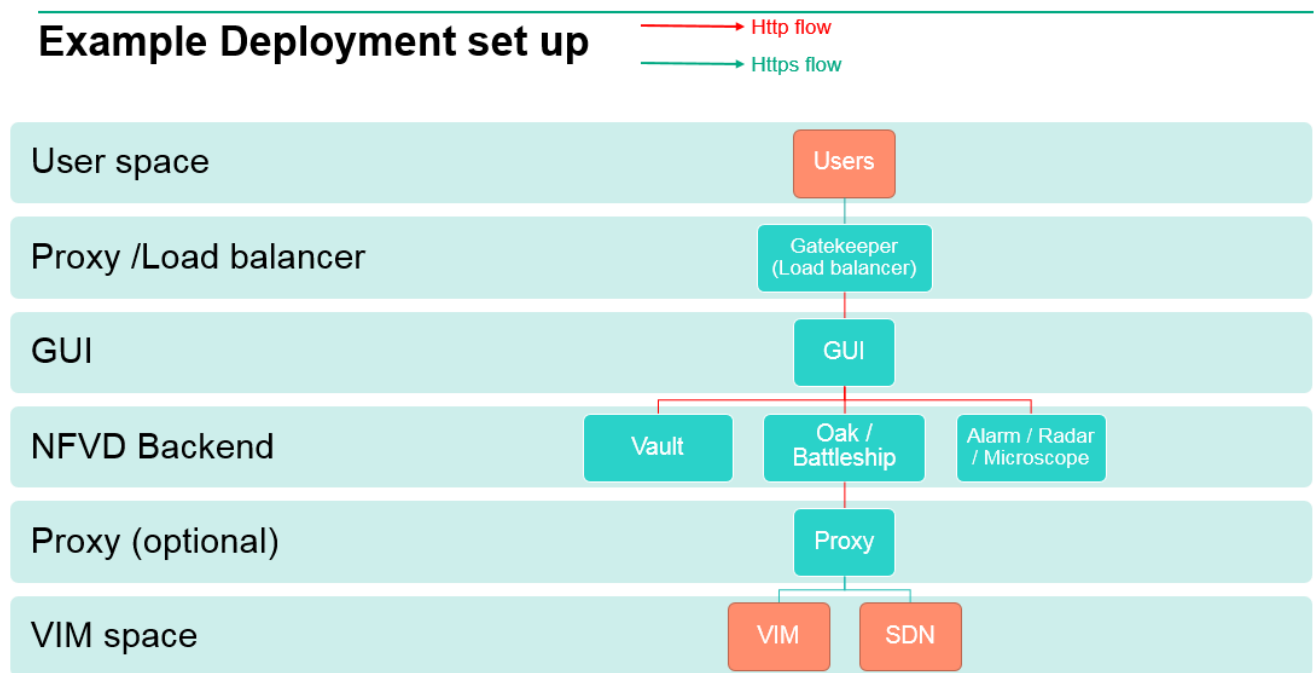 Example Deployment set up
Http flow
Https flow
User space
Users
Proxy /Load balancer
Gatekeeper
(Load balancer)
GUI
GUI
NFVD Backend
Vault
Oak /
Battleship
Alarm / Radar
/ Microscope
Proxy (optional)
Proxy
VIM space
VIM
SDN